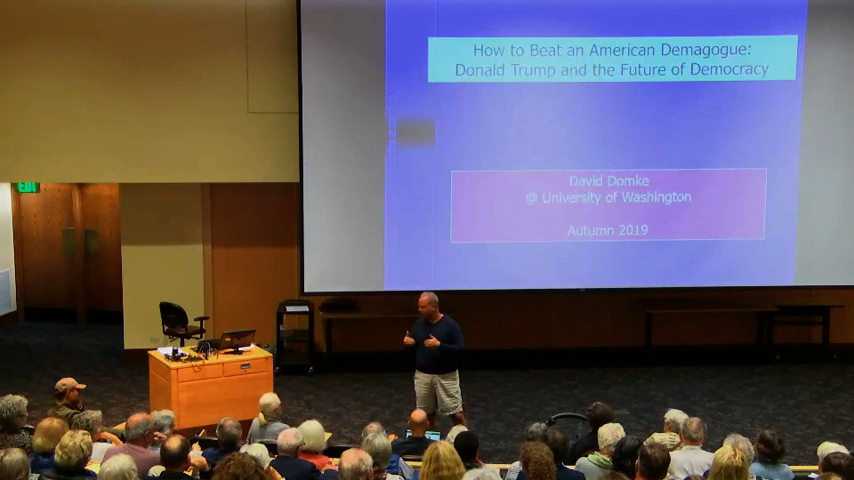 How to Beat an American Demagogue:
Donald Trump and the Future of Democracy
David Domke
@ University of Washington
Autumn 2019
EXIT